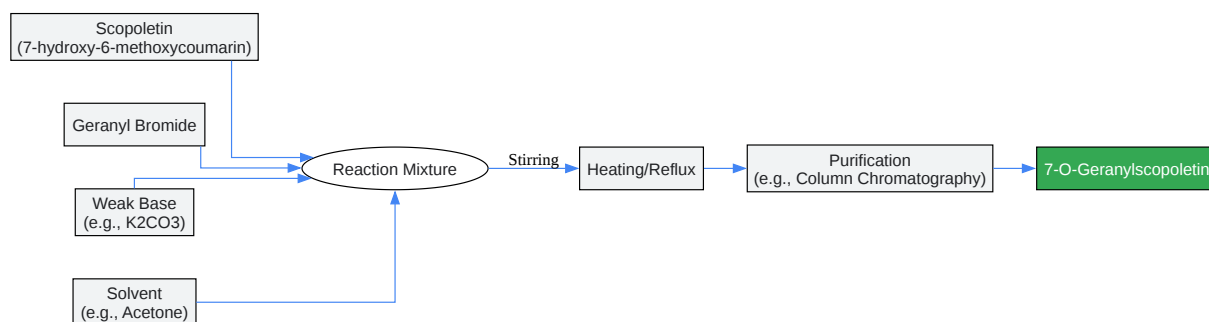 Scopoletin
(7-hydroxy-6-methoxycoumarin)
Geranyl Bromide
Weak Base
(e.g., K2CO3)
Solvent
(e.g., Acetone)
Reaction Mixture
Stirring
Heating/Reflux
Purification
(e.g., Column Chromatography)
7-O-Geranylscopoletin